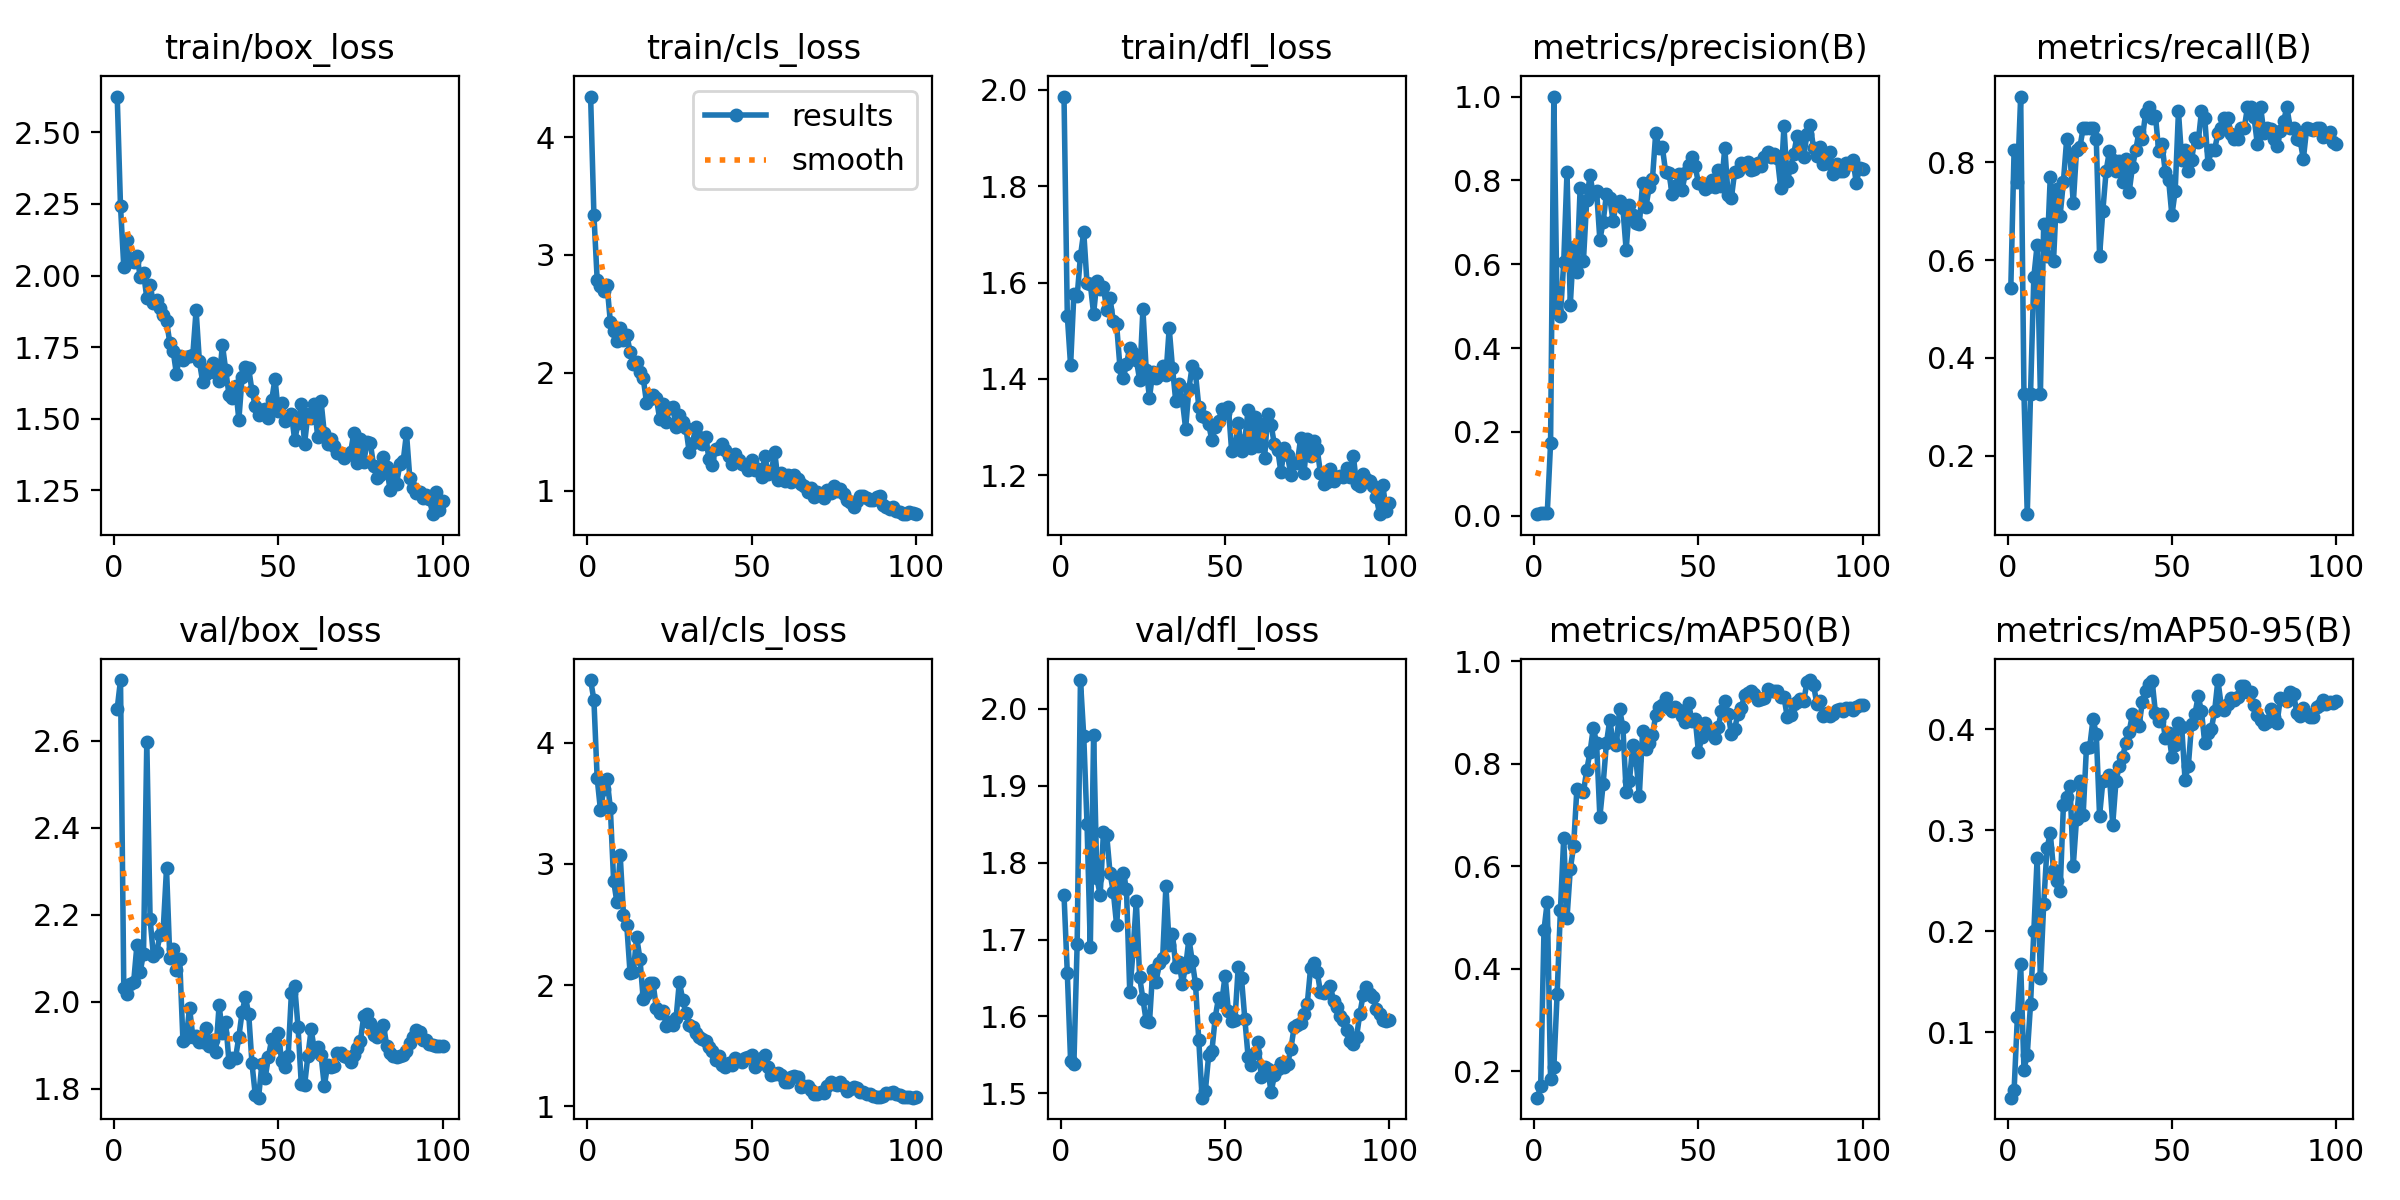 train/box_loss
train/cls_loss
train/dfl_loss
metrics/precision(B)
metrics/recall(B)
2.50
2.25
2.00
1.75
1.50
1.25
0 50 100
results
smooth
4
3
2
1
0 50 100
2.0
1.8
1.6
1.4
1.2
0 50 100
1.0
0.8
0.6
0.4
0.2
0.0
0 50 100
0.8
0.6
0.4
0.2
0 50 100
val/box_loss
val/cls_loss
val/dfl_loss
metrics/mAP50(B)
metrics/mAP50-95(B)
2.6
2.4
2.2
2.0
1.8
0 50 100
4
3
2
1
0 50 100
2.0
1.9
1.8
1.7
1.6
1.5
0 50 100
1.0
0.8
0.6
0.4
0.2
0 50 100
0.4
0.3
0.2
0.1
0 50 100